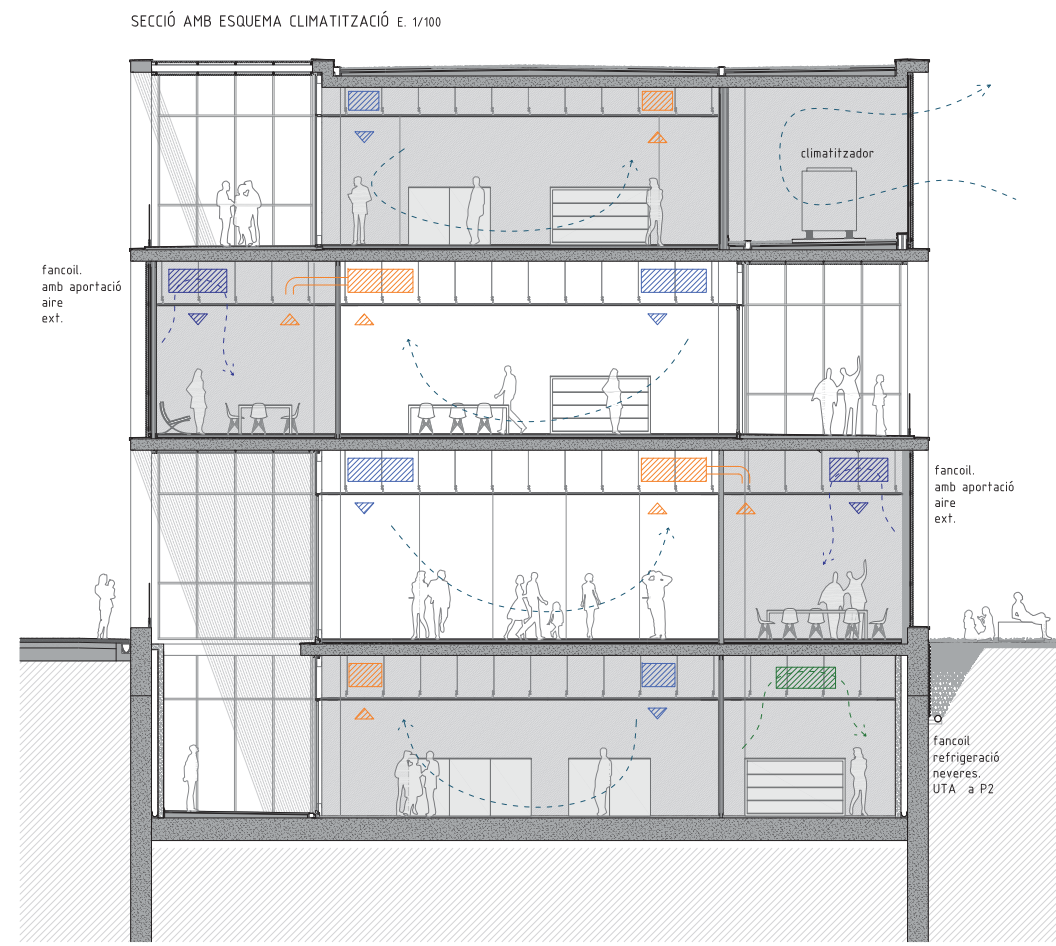 SECCIÓ AMB ESQUEMA CLIMATITZACIÓ E. 1/100
climatitzador
fancoil.
amb aportació
aire
ext.
fancoil.
amb aportació
aire
ext.
fancoil
refrigeració
neveres.
UTA a P2